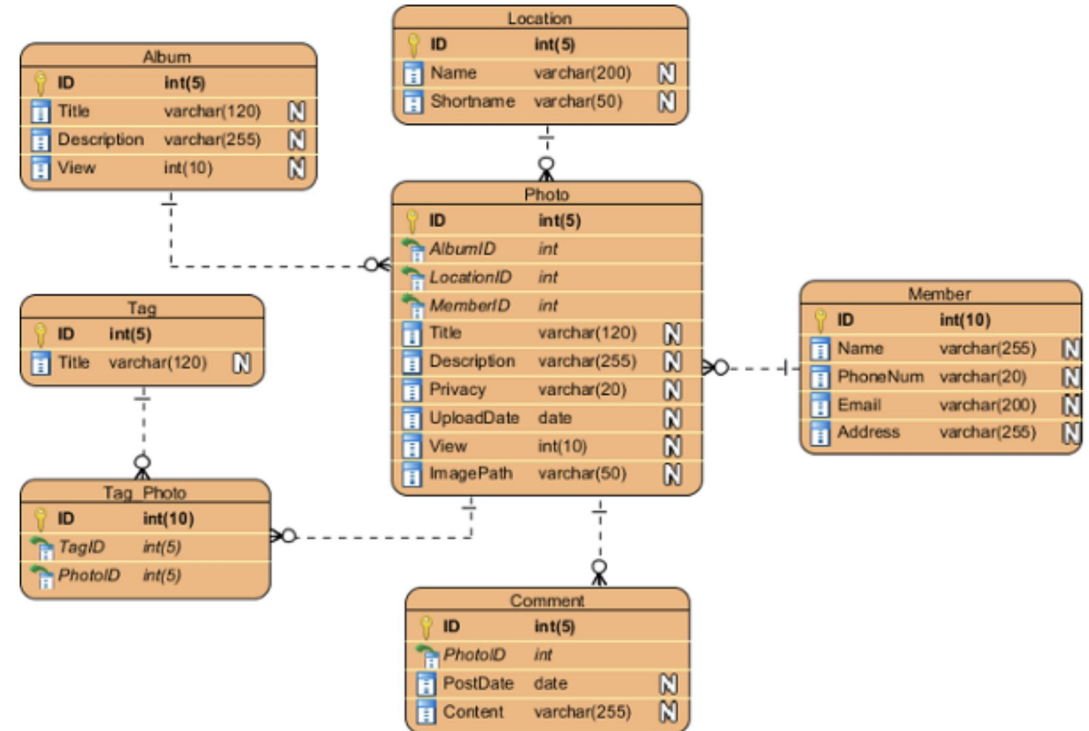 Location
ID int(5)
Name varchar(200) N
Shortname varchar(50) N
Album
ID int(5)
Title varchar(120) N
Description varchar(255) N
View int(10) N
Photo
ID int(5)
AlbumID int
LocationID int
MemberID int
Title varchar(120) N
Description varchar(255) N
Privacy varchar(20) N
UploadDate date N
View int(10) N
ImagePath varchar(50) N
Tag
ID int(5)
Title varchar(120) N
Member
ID int(10)
Name varchar(255) N
PhoneNum varchar(20) N
Email varchar(200) N
Address varchar(255) N
Tag_Photo
ID int(10)
TagID int(5)
PhotoID int(5)
Comment
ID int(5)
PhotoID int
PostDate date N
Content varchar(255) N